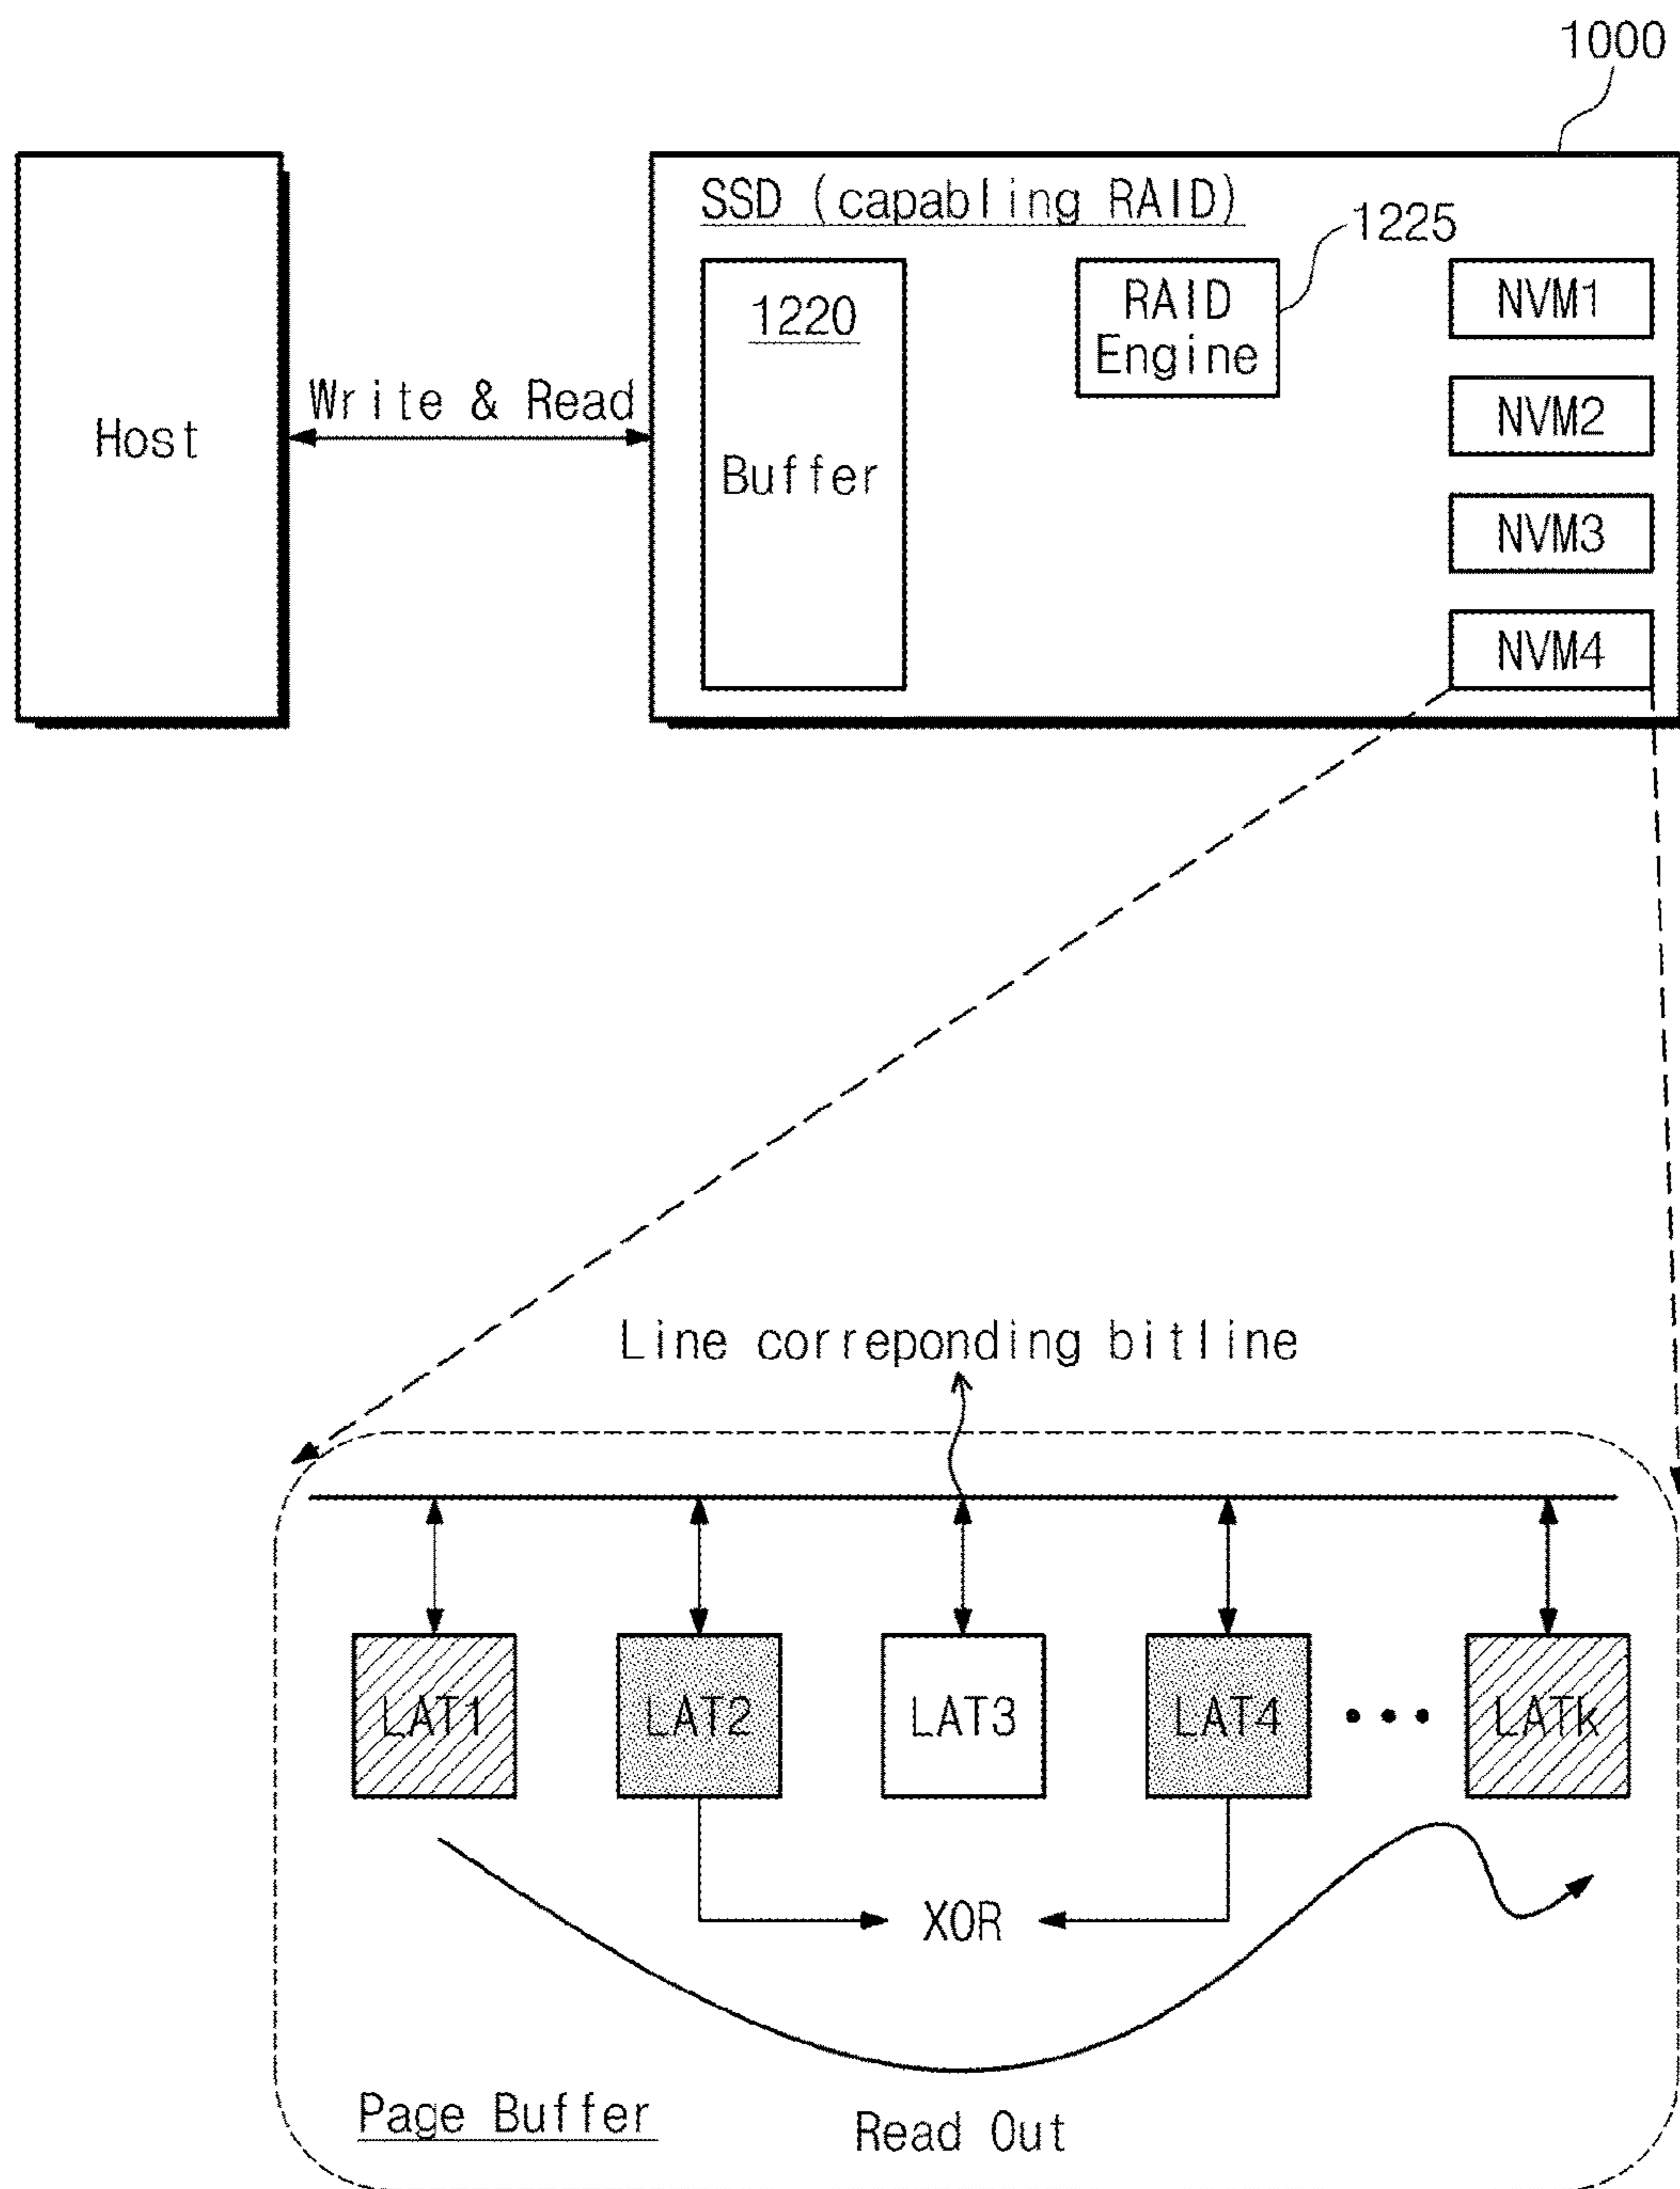 1000
SSD (capabling RAID)
1225
1220
Buffer
RAID
Engine
NVM1
NVM2
NVM3
NVM4
Host
Write & Read
Line correponding bitline
LAT1
LAT2
LAT3
LAT4
LATk
XOR
Page Buffer
Read Out